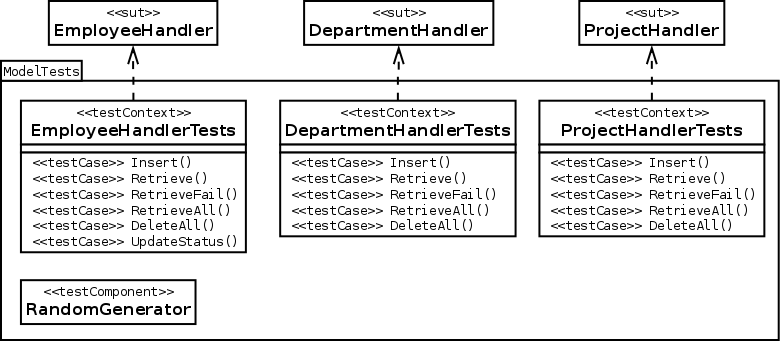 <<sut>>
EmployeeHandler
<<sut>>
DepartmentHandler
<<sut>>
ProjectHandler
ModelTests
<<testContext>>
EmployeeHandlerTests
<<testCase>> Insert()
<<testCase>> Retrieve()
<<testCase>> RetrieveFail()
<<testCase>> RetrieveAll()
<<testCase>> DeleteAll()
<<testCase>> UpdateStatus()
<<testContext>>
DepartmentHandlerTests
<<testCase>> Insert()
<<testCase>> Retrieve()
<<testCase>> RetrieveFail()
<<testCase>> RetrieveAll()
<<testCase>> DeleteAll()
<<testContext>>
ProjectHandlerTests
<<testCase>> Insert()
<<testCase>> Retrieve()
<<testCase>> RetrieveFail()
<<testCase>> RetrieveAll()
<<testCase>> DeleteAll()
<<testComponent>>
RandomGenerator